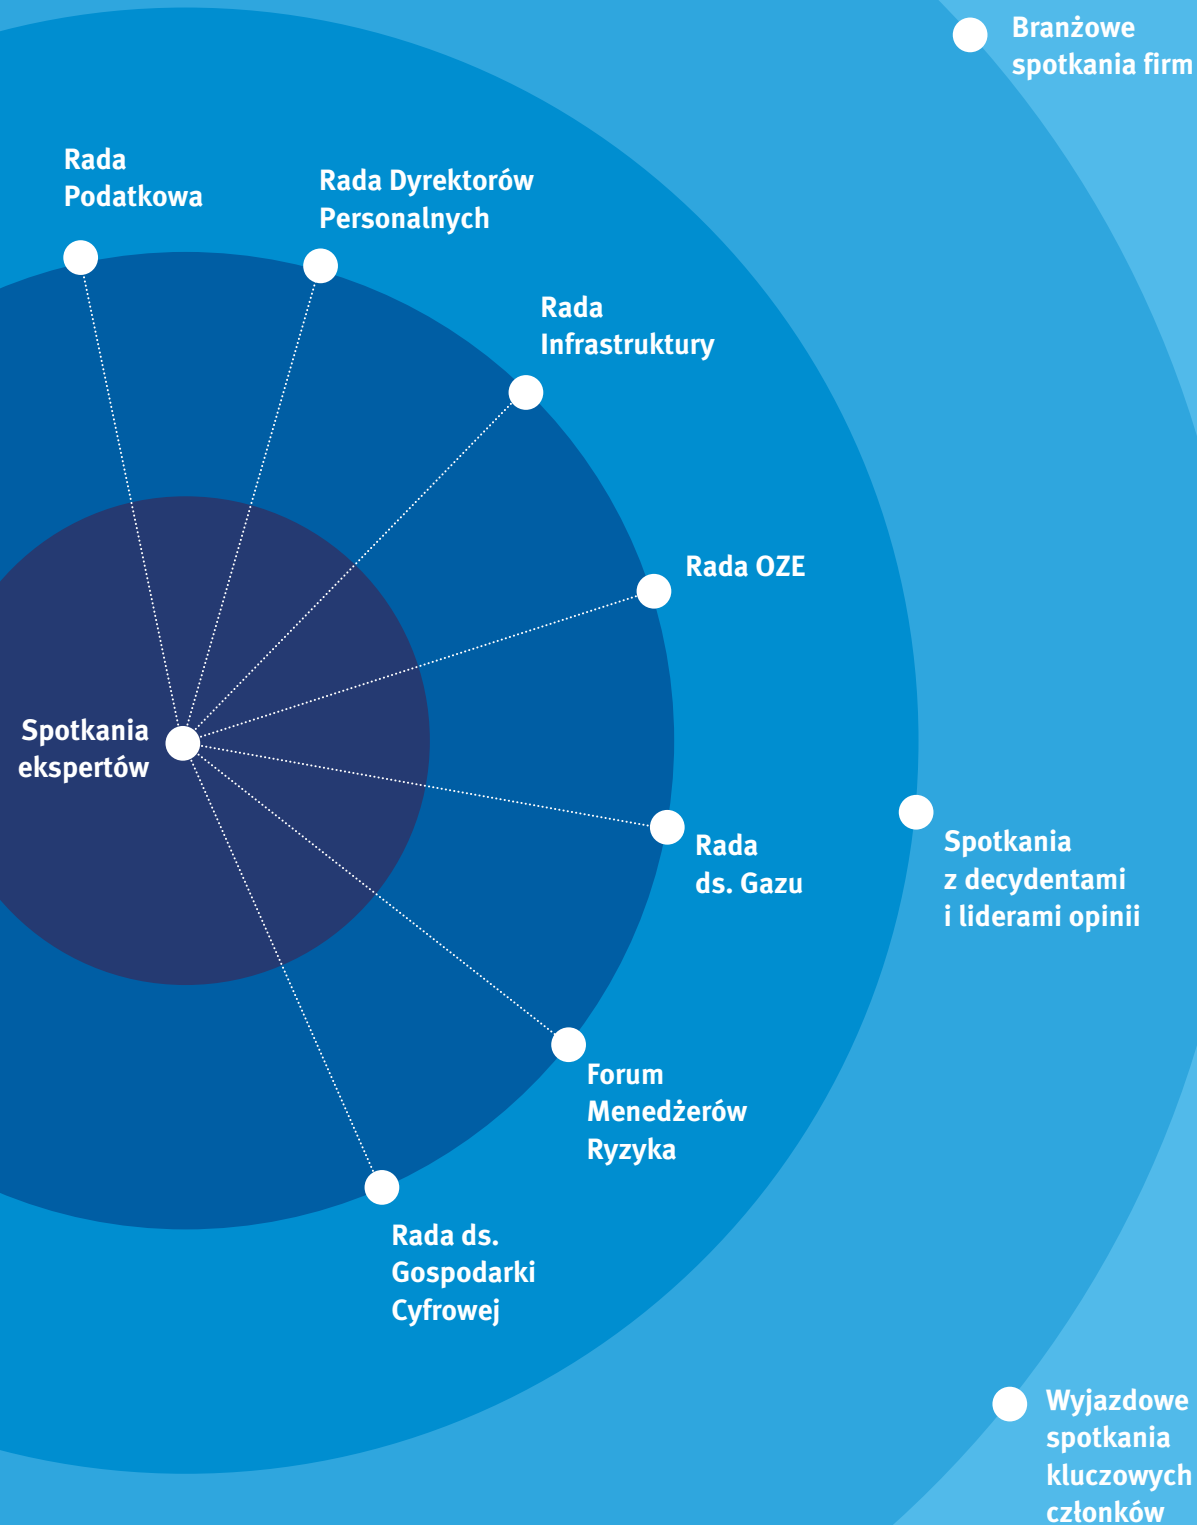 Branżowe
spotkania firm
Rada
Podatkowa
Rada Dyrektorów
Personalnych
Rada
Infrastruktury
Rada OZE
Spotkania
ekspertów
Rada
ds. Gazu
Spotkania
z decydentami
i liderami opinii
Forum
Menedżerów
Ryzyka
Rada ds.
Gospodarki
Cyfrowej
Wyjazdowe
spotkania
kluczowych
członków